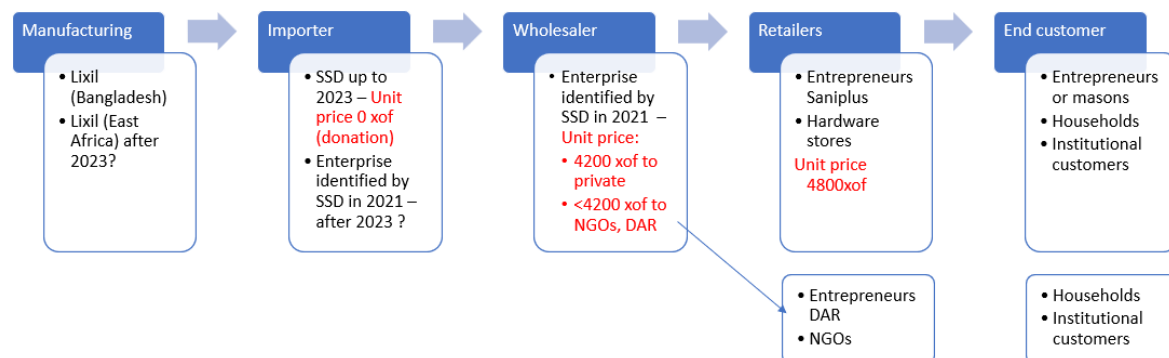 Manufacturing
• Lixil
(Bangladesh)
• Lixil (East
Africa) after
2023?
Importer
• SSD up to
2023 – Unit
price 0 xof
(donation)
• Enterprise
identified by
SSD in 2021 –
after 2023 ?
Wholesaler
• Enterprise
identified by
SSD in 2021 –
Unit price:
• 4200 xof to
private
• <4200 xof to
NGOs, DAR
Retailers
• Entrepreneurs
Saniplus
• Hardware
stores
Unit price
4800xof
• Entrepreneurs
DAR
• NGOs
End customer
• Entrepreneurs
or masons
• Households
• Institutional
customers
• Households
• Institutional
customers